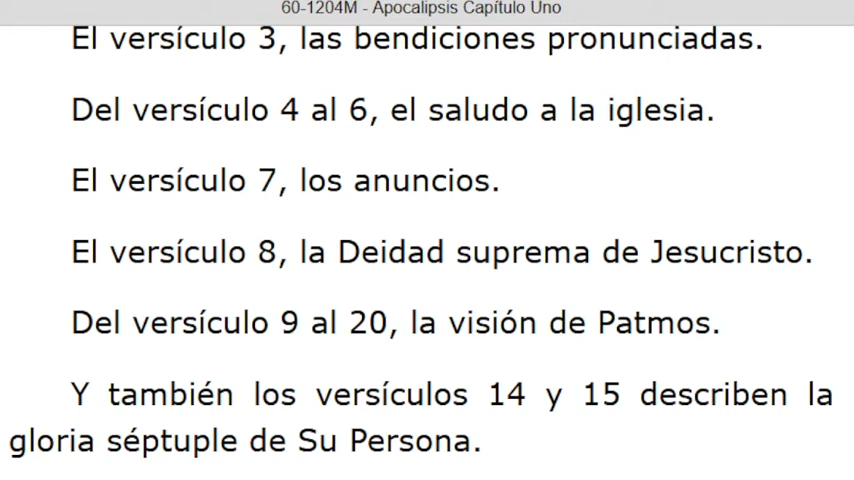 60-1204M - Apocalipsis Capítulo Uno
El versículo 3, las bendiciones pronunciadas.
Del versículo 4 al 6, el saludo a la iglesia.
El versículo 7, los anuncios.
El versículo 8, la Deidad suprema de Jesucristo.
Del versículo 9 al 20, la visión de Patmos.
Y también los versículos 14 y 15 describen la
gloria séptuple de Su Persona.